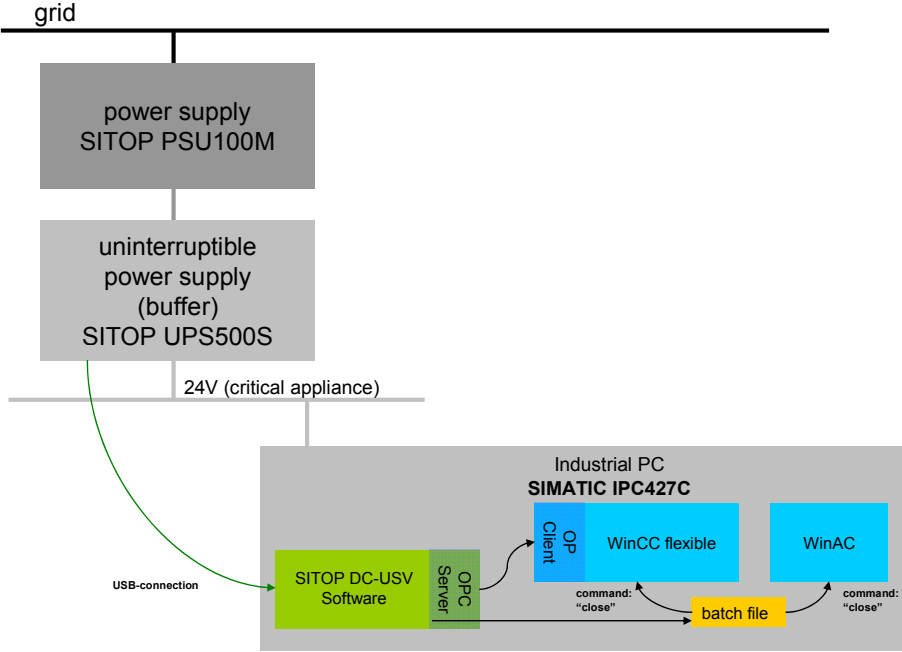 grid
power supply
SITOP PSU100M
uninterruptible
power supply
(buffer)
SITOP UPS500S
24V (critical appliance)
Industrial PC
SIMATIC IPC427C
OP
Client
WinCC flexible
WinAC
USB-connection
SITOP DC-USV
Software
OPC
Server
command:
“close”
batch file
command:
“close”